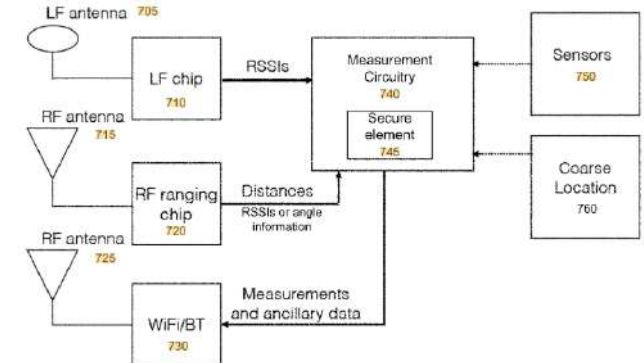 LF antenna 705
LF chip
710
RSSIs
Measurement
Circuitry
740
Secure
element
745
Sensors
750
RF antenna
715
RF ranging
chip
720
Distances
RSSIs or angle
information
Coarse
Location
760
RF antenna
725
WiFi/BT
730
Measurements
and ancillary data